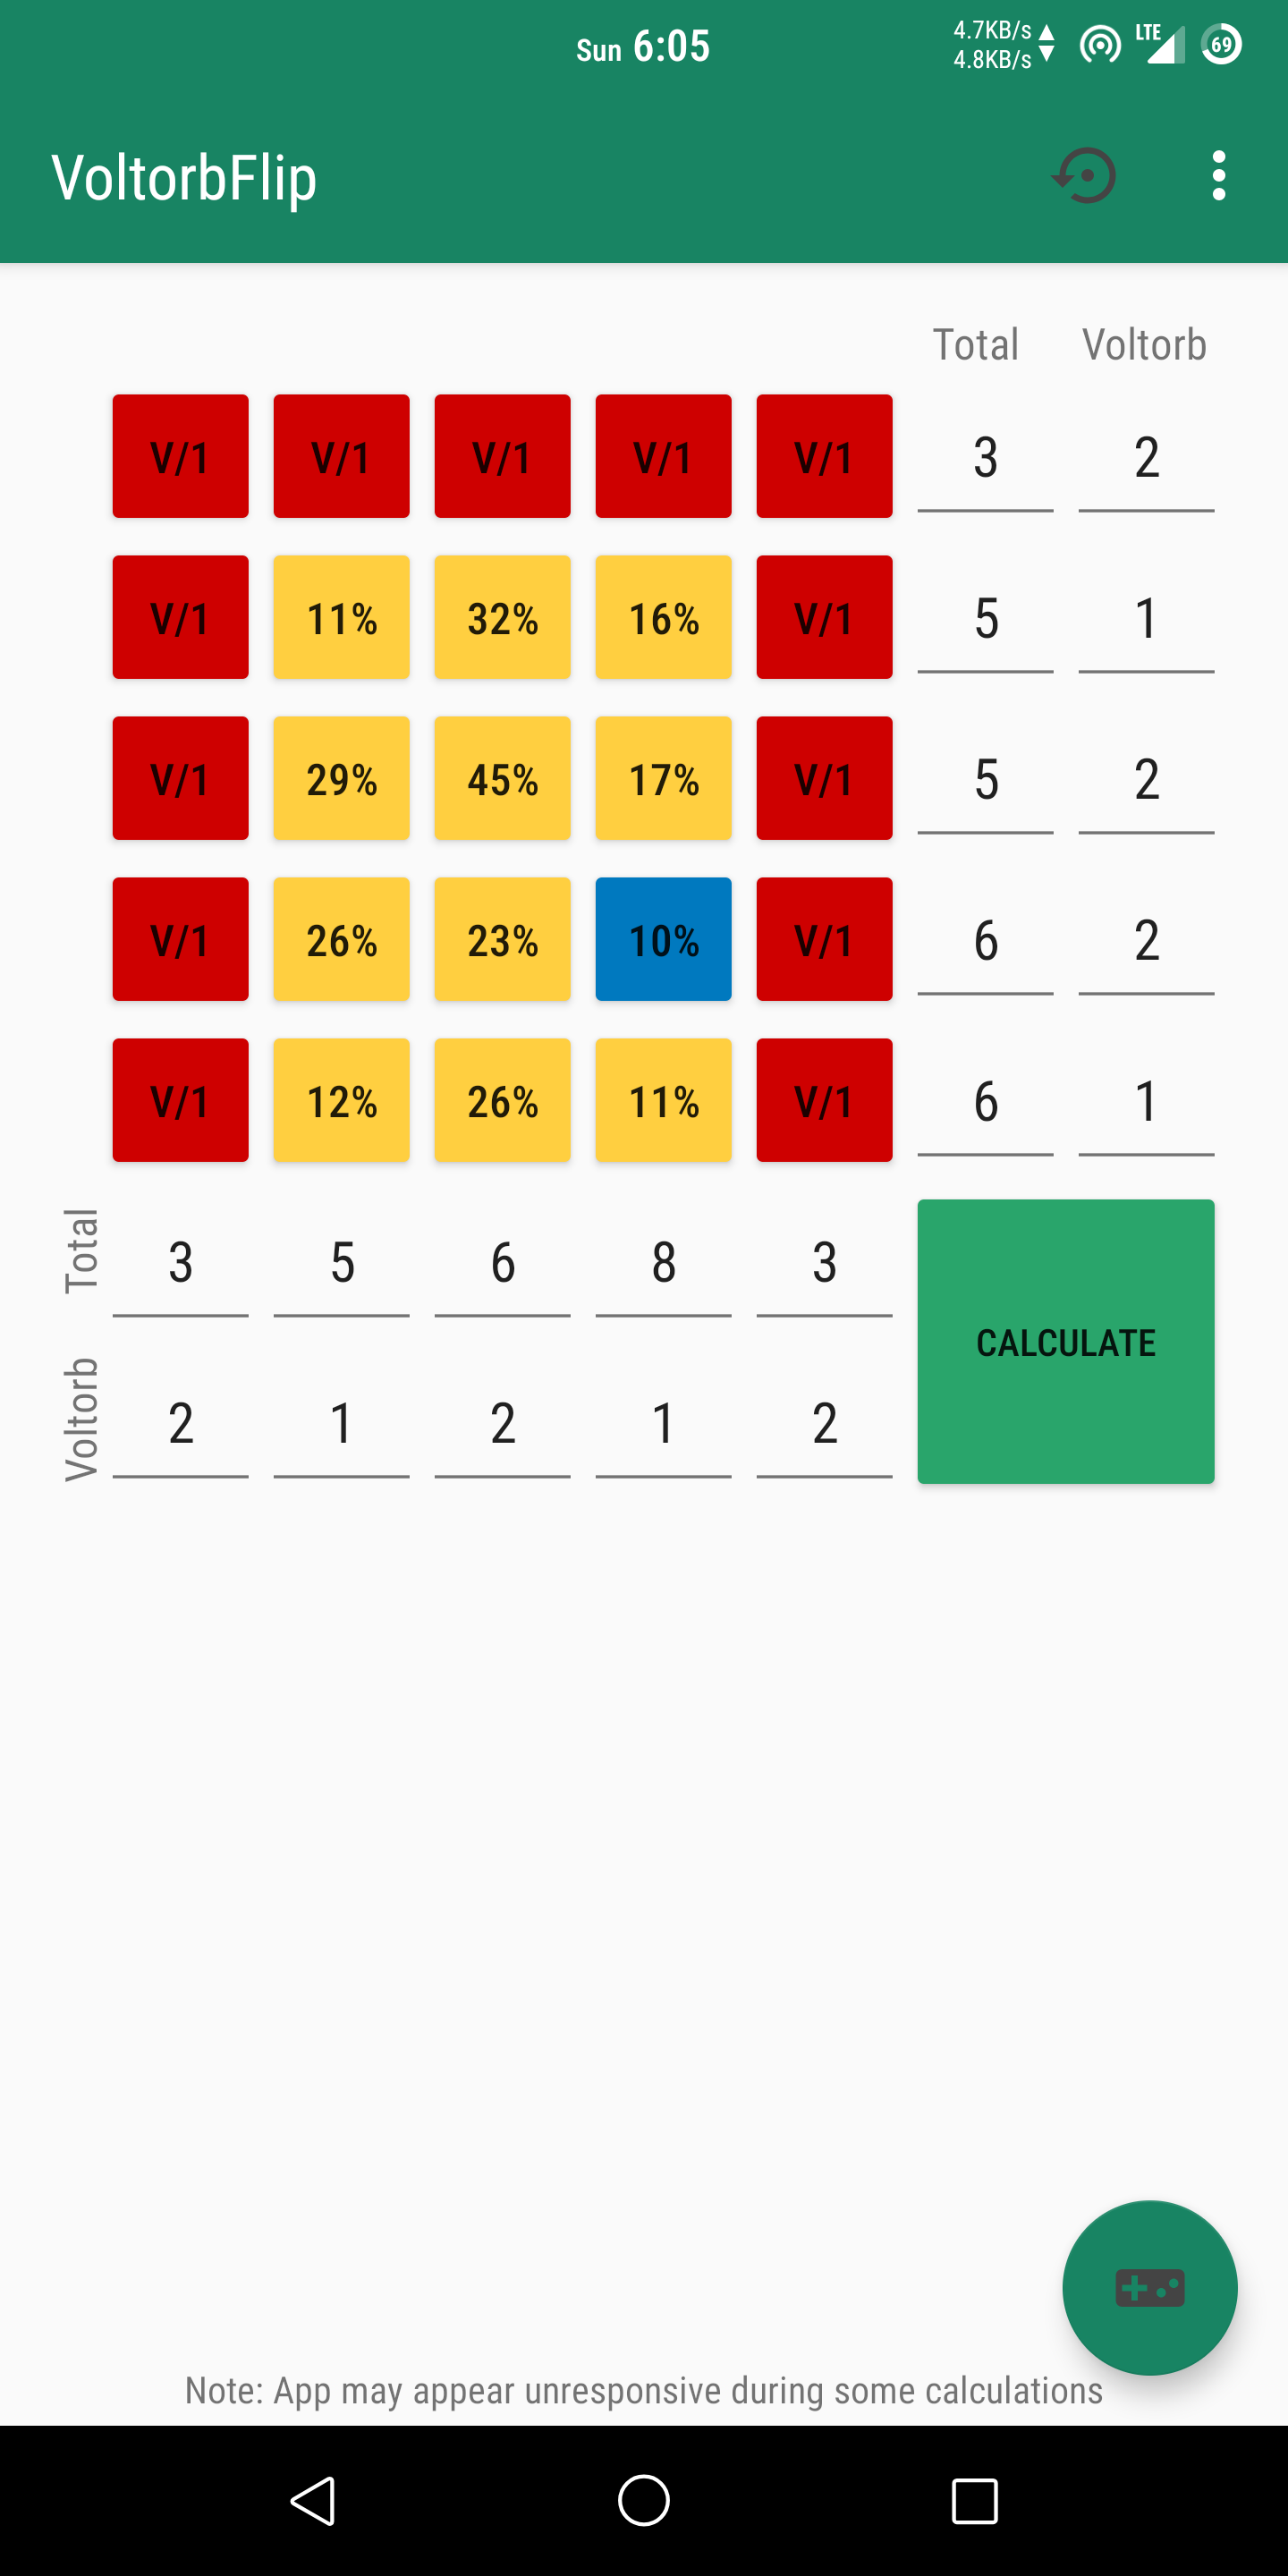 Sun 6:05 4.7KB/s LTE 69
4.8KB/s
VoltorbFlip
Total Voltorb
V/1 V/1 V/1 V/1 V/1 3 2
V/1 11% 32% 16% V/1 5 1
V/1 29% 45% 17% V/1 5 2
V/1 26% 23% 10% V/1 6 2
V/1 12% 26% 11% V/1 6 1
Total 3 5 6 8 3
CALCULATE
Voltorb 2 1 2 1 2
Note: App may appear unresponsive during some calculations